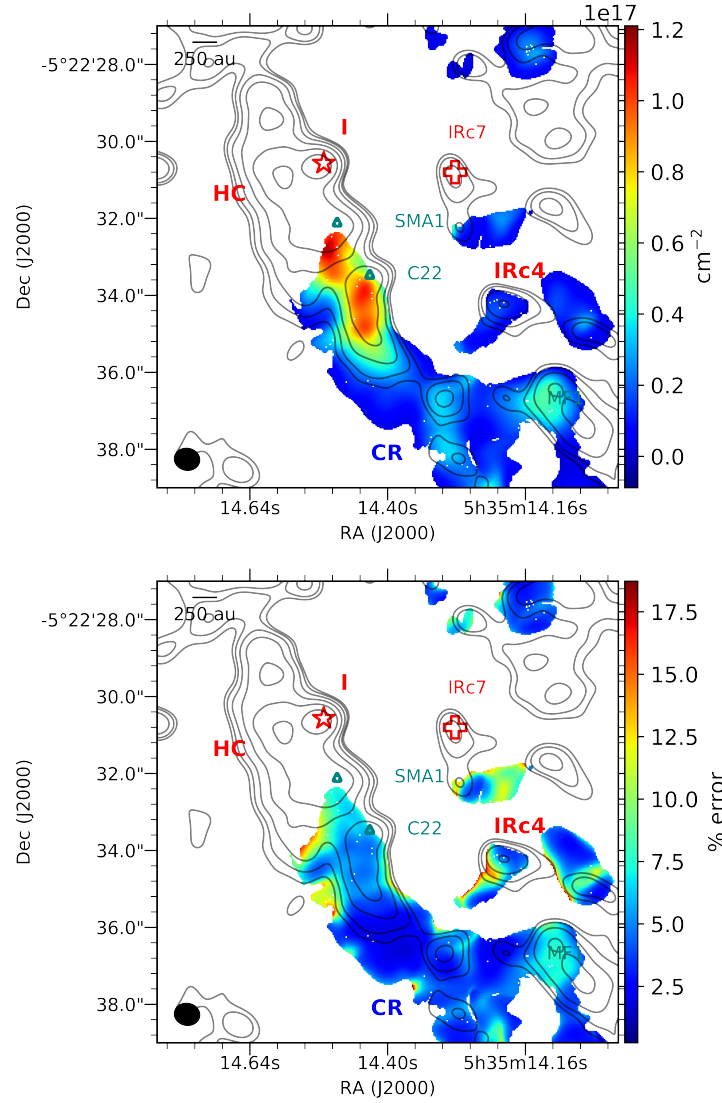 1e17
1.2
250 au
-5°22'28.0"
I
IRc7
30.0"
1.0
HC
32.0"
SMA1
0.8
Dec (J2000)
C22
IRc4
cm⁻²
34.0"
0.6
0.4
36.0"
MF
0.2
CR
38.0"
0.0
14.64s
14.40s
5h35m14.16s
RA (J2000)
250 au
-5°22'28.0"
17.5
I
IRc7
30.0"
15.0
HC
32.0"
SMA1
12.5
Dec (J2000)
C22
IRc4
10.0
% error
34.0"
7.5
36.0"
MF
5.0
CR
38.0"
2.5
14.64s
14.40s
5h35m14.16s
RA (J2000)